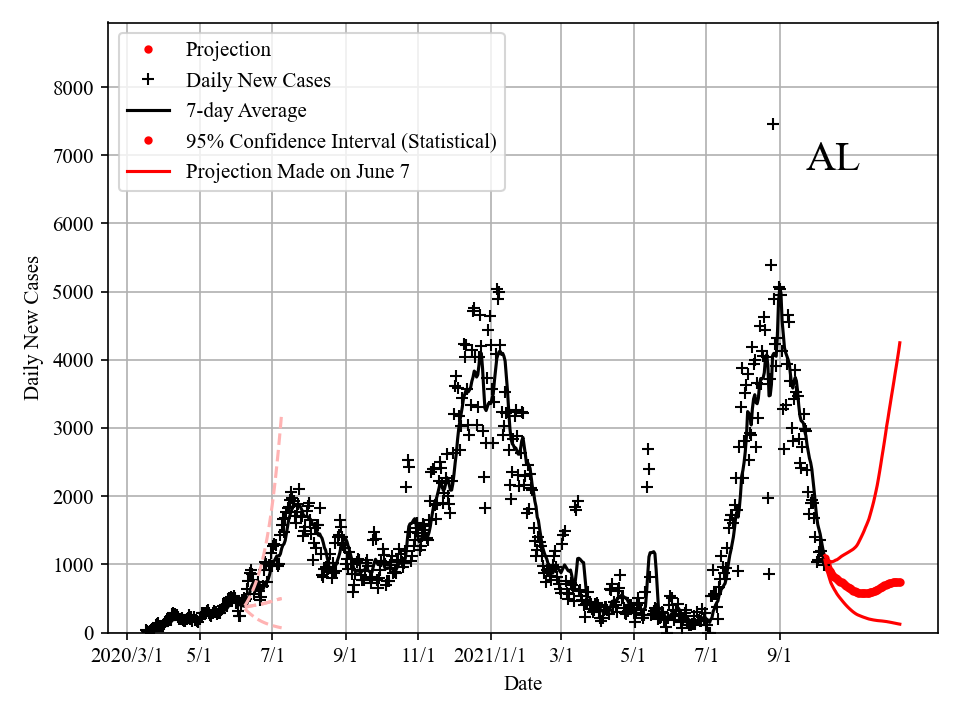 Projection
Daily New Cases
7-day Average
95% Confidence Interval (Statistical)
Projection Made on June 7
AL
Daily New Cases
8000
7000
6000
5000
4000
3000
2000
1000
0
2020/3/1 5/1 7/1 9/1 11/1 2021/1/1 3/1 5/1 7/1 9/1
Date